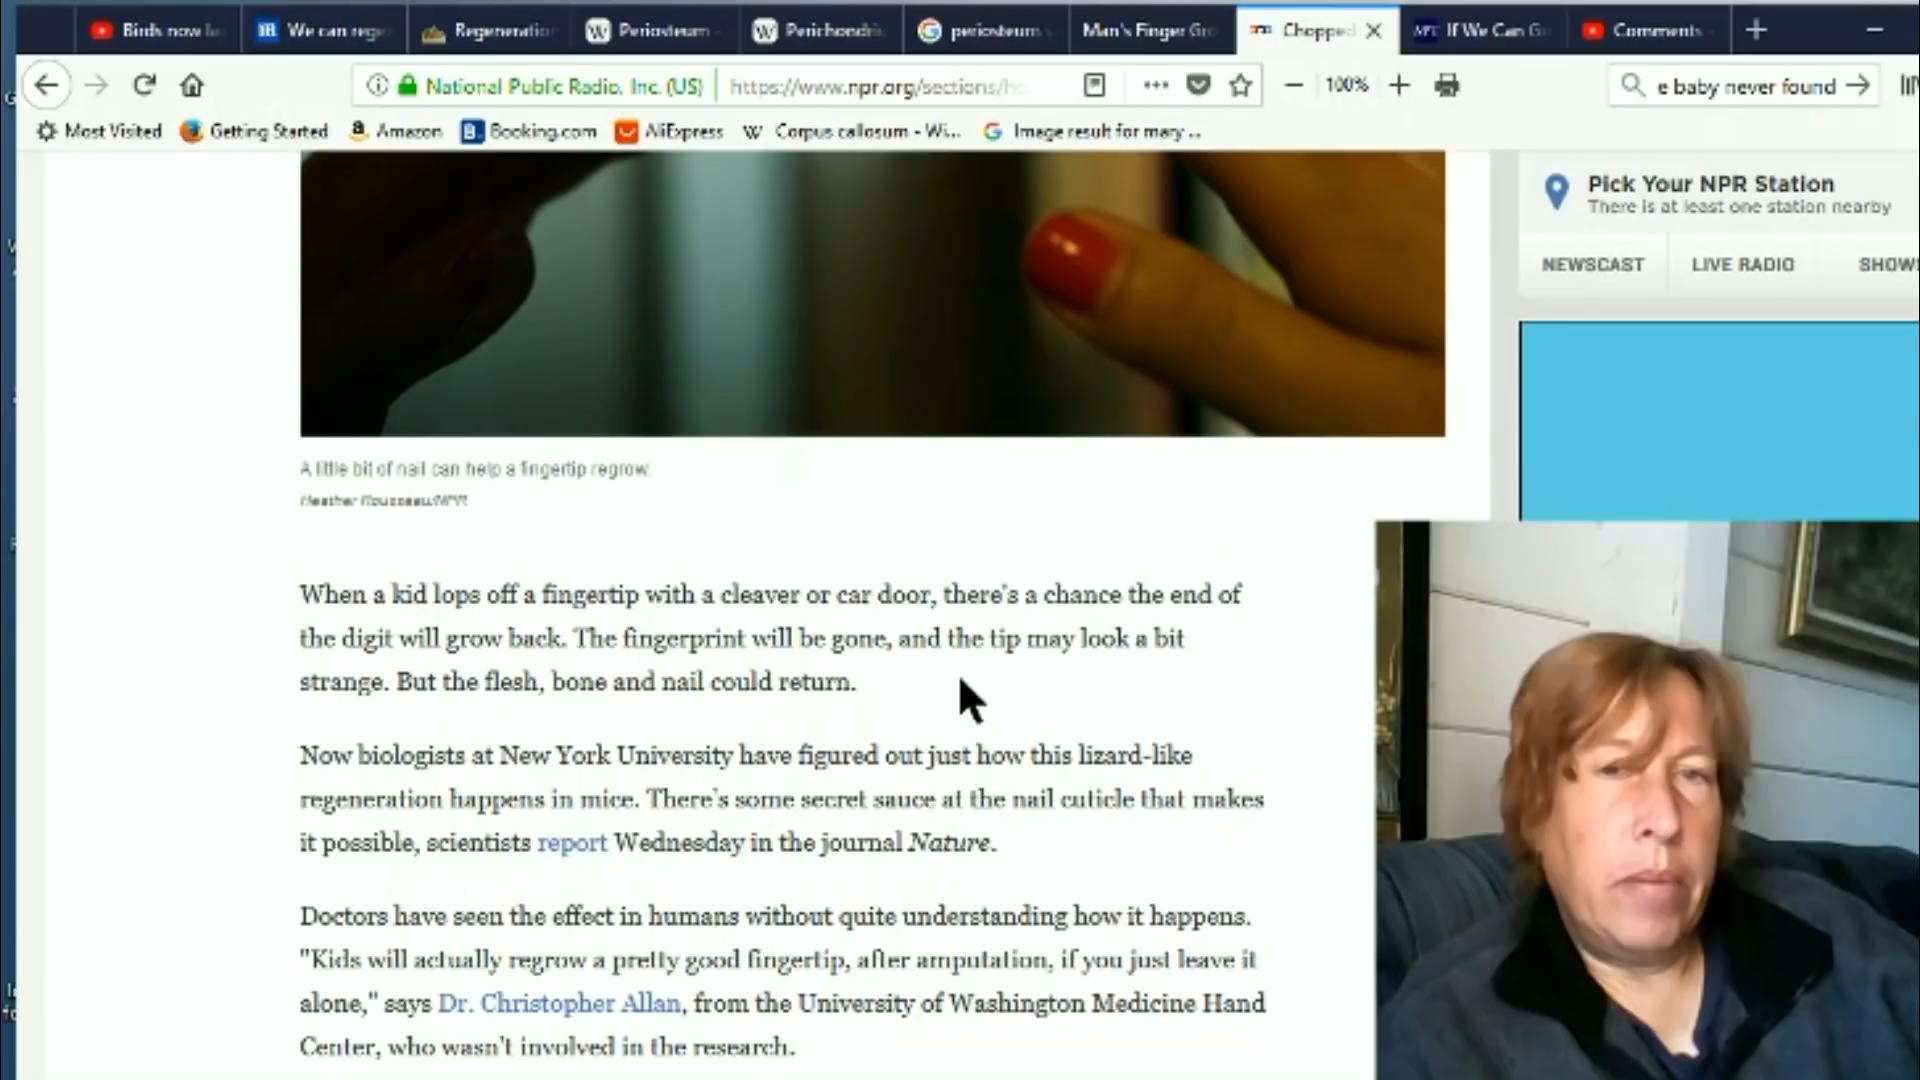 Birds now la
We can rege
Regeneratio
Periosteum -
Perichondri
periosteum
Man's Finger Gro
Chopped
If We Can G
Comments -
National Public Radio, Inc. (US)
https://www.npr.org/sections/he
100%
e baby never found
Most Visited
Getting Started
Amazon
Booking.com
AliExpress
Corpus callosum - Wi...
Image result for mary ...
Pick Your NPR Station
There is at least one station nearby
NEWSCAST
LIVE RADIO
SHOWS
A little bit of nail can help a fingertip regrow.
Heather Rousseau/NPR
When a kid lops off a fingertip with a cleaver or car door, there's a chance the end of
the digit will grow back. The fingerprint will be gone, and the tip may look a bit
strange. But the flesh, bone and nail could return.
Now biologists at New York University have figured out just how this lizard-like
regeneration happens in mice. There's some secret sauce at the nail cuticle that makes
it possible, scientists report Wednesday in the journal Nature.
Doctors have seen the effect in humans without quite understanding how it happens.
"Kids will actually regrow a pretty good fingertip, after amputation, if you just leave it
alone," says Dr. Christopher Allan, from the University of Washington Medicine Hand
Center, who wasn't involved in the research.